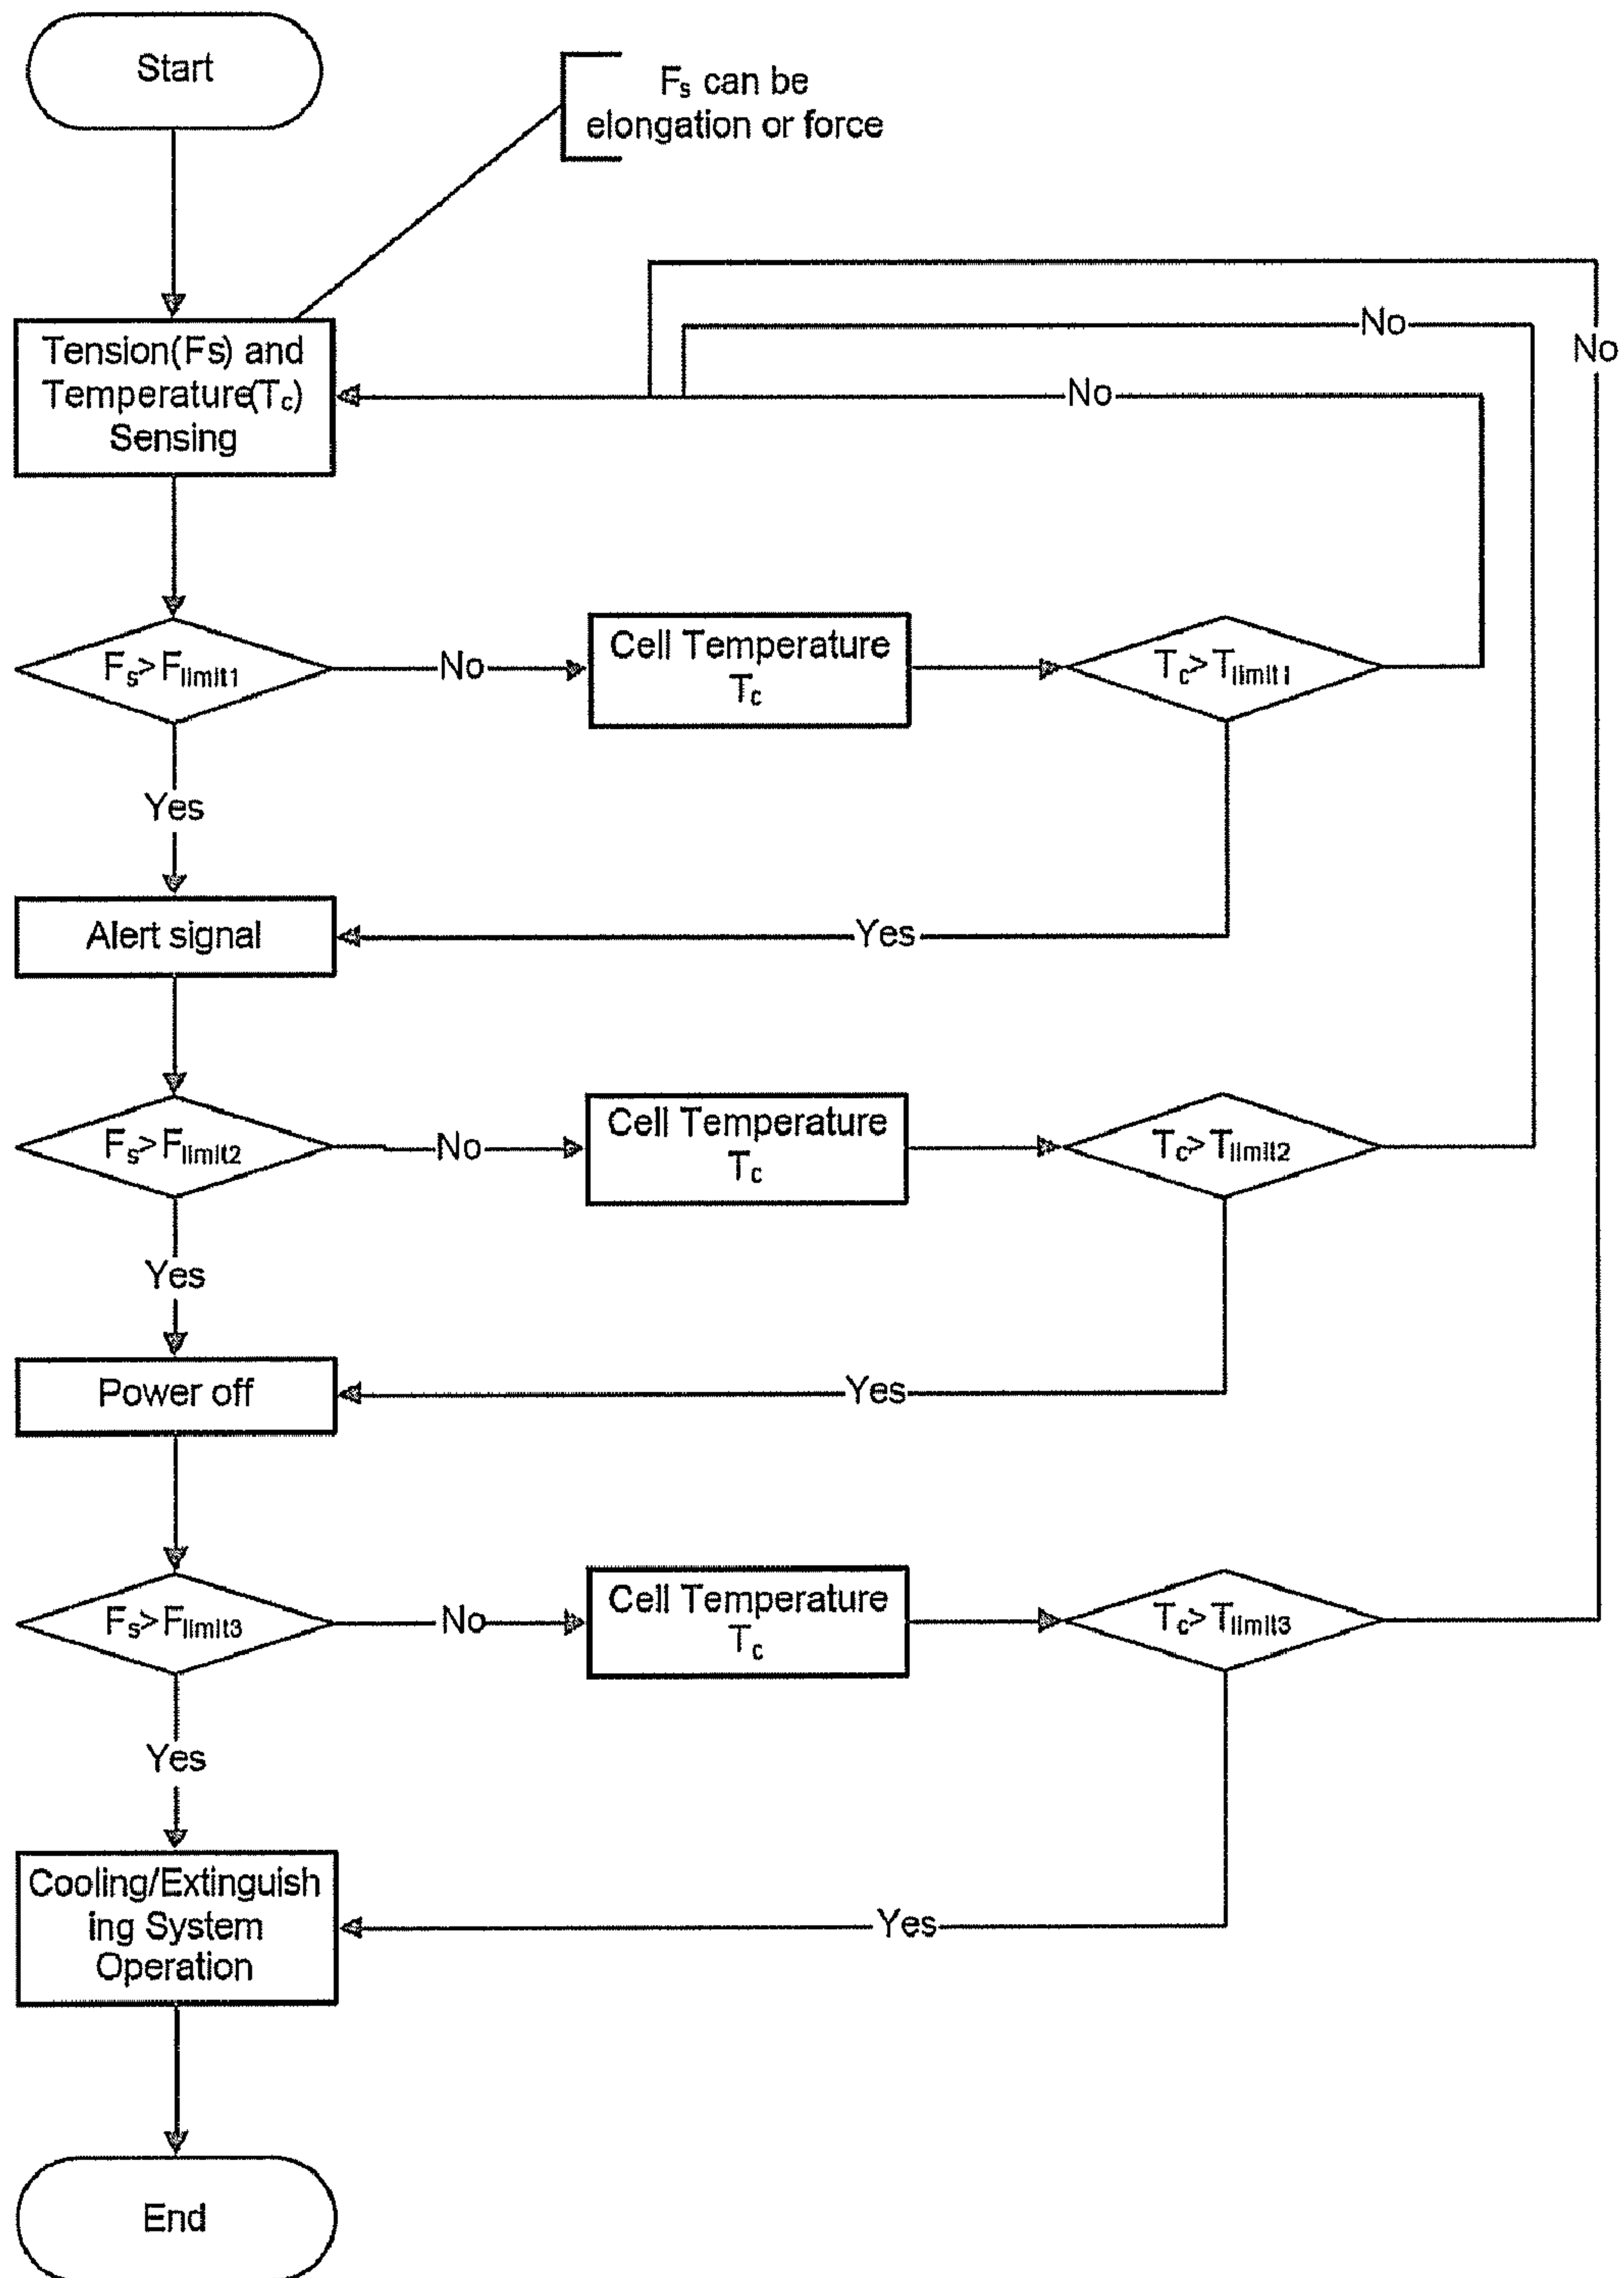 Start
Fs can be
elongation or force
Tension(Fs) and
Temperature(Tc)
Sensing
No
No
No
Fs>Flimit1
No
Cell Temperature
Tc
Tc>Tlimit1
Yes
Alert signal
Yes
Fs>Flimit2
No
Cell Temperature
Tc
Tc>Tlimit2
Yes
Power off
Yes
Fs>Flimit3
No
Cell Temperature
Tc
Tc>Tlimit3
Yes
Cooling/Extinguish
ing System
Operation
Yes
End